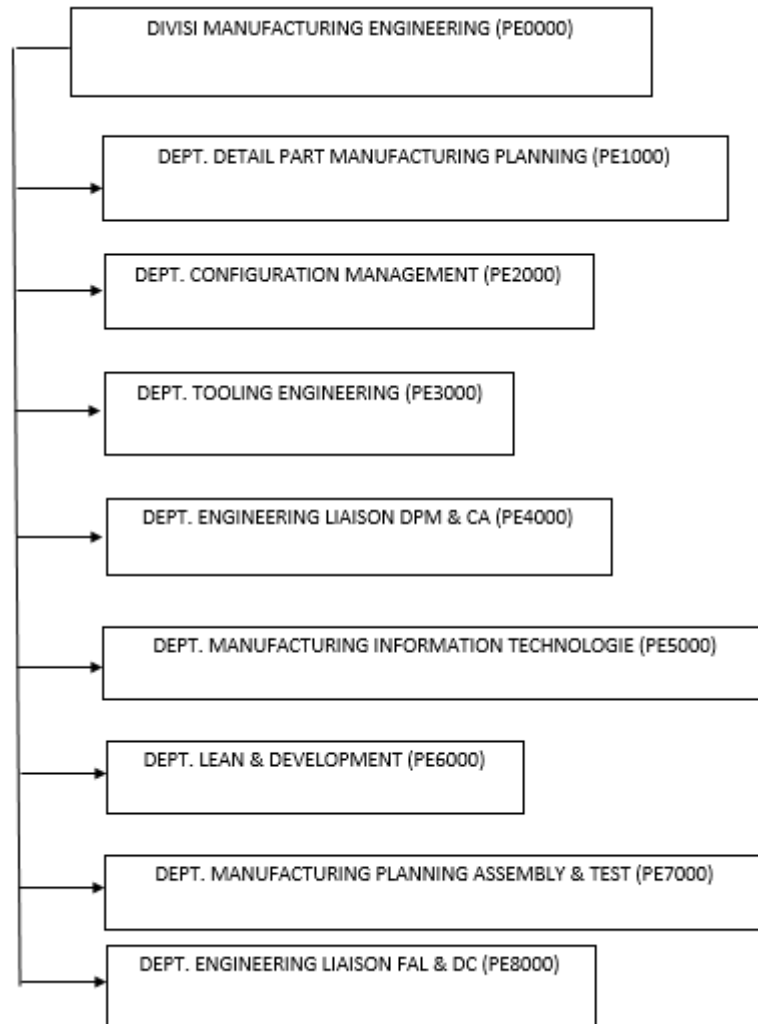 DIVISI MANUFACTURING ENGINEERING (PE0000)
DEPT. DETAIL PART MANUFACTURING PLANNING (PE1000)
DEPT. CONFIGURATION MANAGEMENT (PE2000)
DEPT. TOOLING ENGINEERING (PE3000)
DEPT. ENGINEERING LIAISON DPM & CA (PE4000)
DEPT. MANUFACTURING INFORMATION TECHNOLOGIE (PE5000)
DEPT. LEAN & DEVELOPMENT (PE6000)
DEPT. MANUFACTURING PLANNING ASSEMBLY & TEST (PE7000)
DEPT. ENGINEERING LIAISON FAL & DC (PE8000)